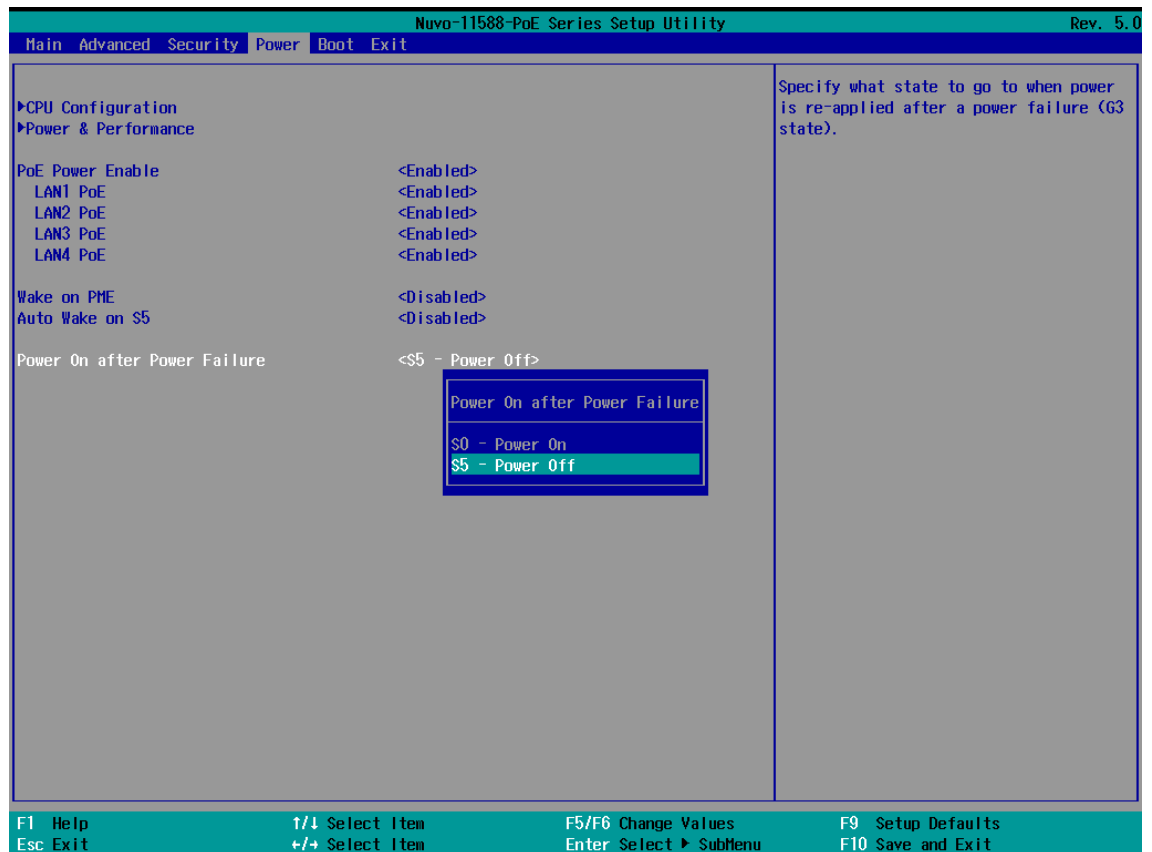 Nuvo-11588-PoE Series Setup Utility Rev. 5.0
Main Advanced Security Power Boot Exit
▶CPU Configuration
▶Power & Performance
PoE Power Enable <Enabled>
LAN1 PoE <Enabled>
LAN2 PoE <Enabled>
LAN3 PoE <Enabled>
LAN4 PoE <Enabled>
Wake on PME <Disabled>
Auto Wake on S5 <Disabled>
Power On after Power Failure <S5 - Power Off>
Power On after Power Failure
S0 - Power On
S5 - Power Off
Specify what state to go to when power
is re-applied after a power failure (G3
state).
F1 Help ↑/↓ Select Item F5/F6 Change Values F9 Setup Defaults
Esc Exit ←/→ Select Item Enter Select ▶ SubMenu F10 Save and Exit